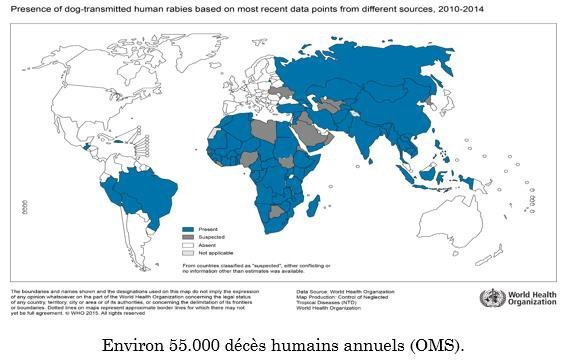 Presence of dog-transmitted human rabies based on most recent data points from different sources, 2010-2014
Present
Suspected
Absent
Not applicable
From countries classified as "suspected", either conflicting or
no information other than estimates was available.
The boundaries and names shown and the designations used on this map do not imply the expression
of any opinion whatsoever on the part of the World Health Organization concerning the legal status
of any country, territory, city or area or of its authorities, or concerning the delimitation of its frontiers
or boundaries. Dotted lines on maps represent approximate border lines for which there may not
yet be full agreement. © WHO 2015. All rights reserved
Data Source: World Health Organization
Map Production: Control of Neglected
Tropical Diseases (NTD)
World Health Organization
World Health
Organization
Environ 55.000 décès humains annuels (OMS).